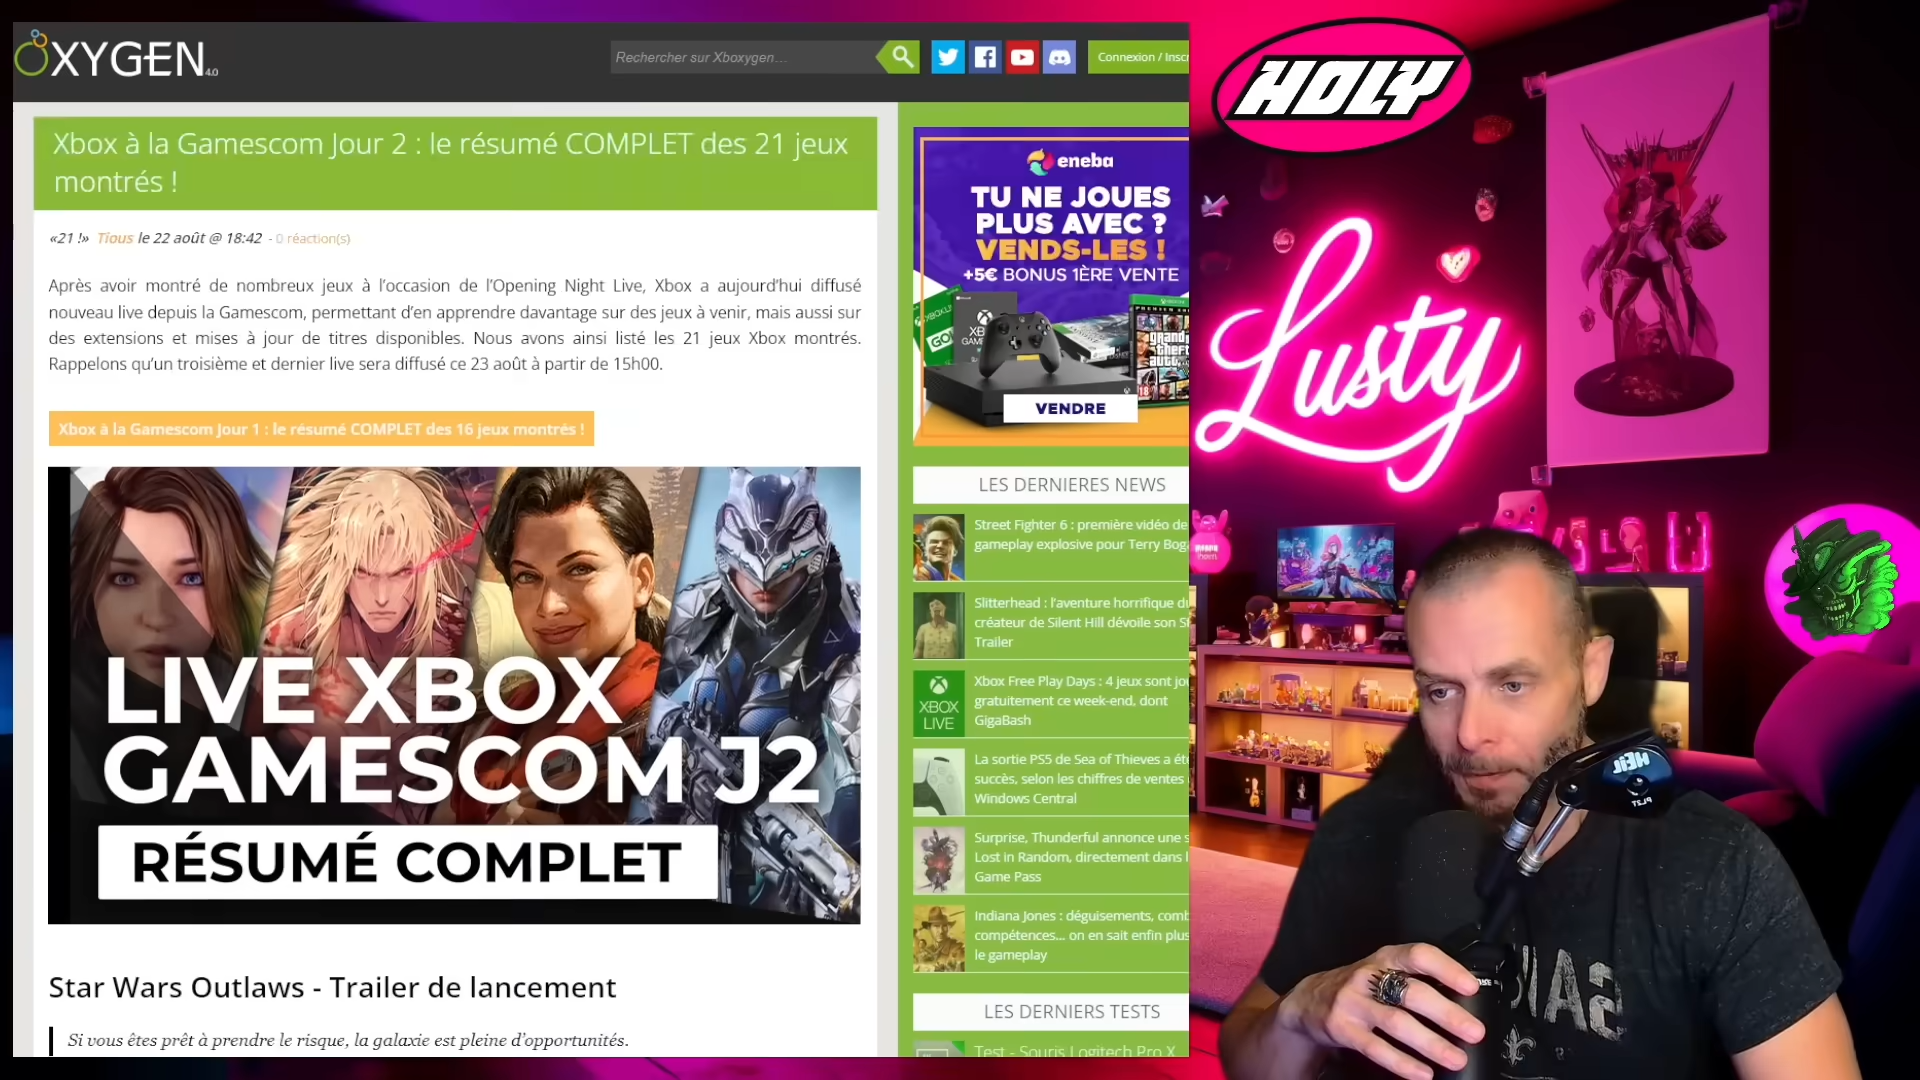 XYGEN 4.0
Rechercher sur Xboxygen...
Connexion / Inscr
Xbox à la Gamescom Jour 2 : le résumé COMPLET des 21 jeux
montrés !
«21 !» Tious le 22 août @ 18:42 - 0 réaction(s)
Après avoir montré de nombreux jeux à l’occasion de l’Opening Night Live, Xbox a aujourd’hui diffusé
nouveau live depuis la Gamescom, permettant d’en apprendre davantage sur des jeux à venir, mais aussi sur
des extensions et mises à jour de titres disponibles. Nous avons ainsi listé les 21 jeux Xbox montrés.
Rappelons qu’un troisième et dernier live sera diffusé ce 23 août à partir de 15h00.
Xbox à la Gamescom Jour 1 : le résumé COMPLET des 16 jeux montrés !
LIVE XBOX
GAMESCOM J2
RÉSUMÉ COMPLET
Star Wars Outlaws - Trailer de lancement
Si vous êtes prêt à prendre le risque, la galaxie est pleine d’opportunités.
eneba
TU NE JOUES
PLUS AVEC ?
VENDS-LES !
+5€ BONUS 1ÈRE VENTE
VENDRE
LES DERNIERES NEWS
Street Fighter 6 : première vidéo de
gameplay explosive pour Terry Boga
Slitterhead : l’aventure horrifique du
créateur de Silent Hill dévoile son St
Trailer
XBOX
LIVE
Xbox Free Play Days : 4 jeux sont jou
gratuitement ce week-end, dont
GigaBash
La sortie PS5 de Sea of Thieves a été
succès, selon les chiffres de ventes
Windows Central
Surprise, Thunderful annonce une s
Lost in Random, directement dans l
Game Pass
Indiana Jones : déguisements, comb
compétences... on en sait enfin plus
le gameplay
LES DERNIERS TESTS
Test - Souris Logitech Pro X
HOLY
Lusty